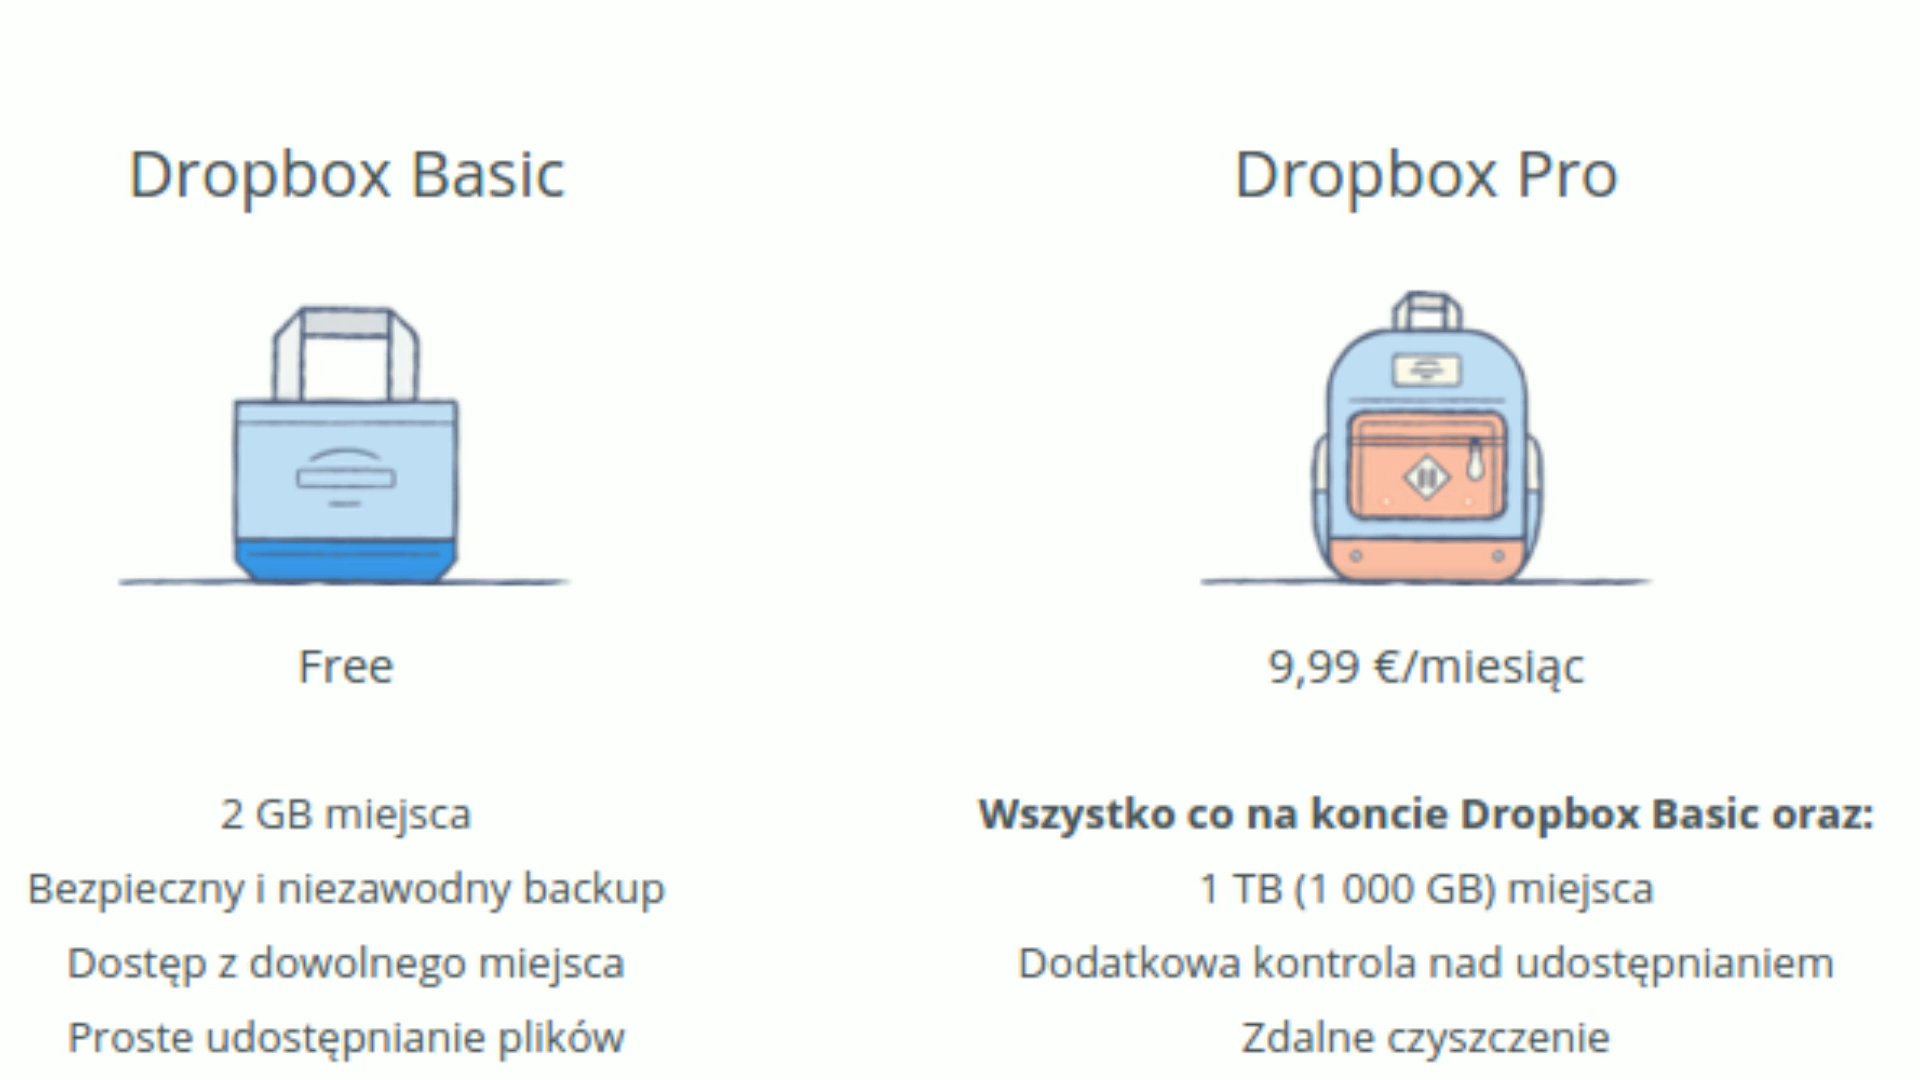 Dropbox Basic
Free
2 GB miejsca
Bezpieczny i niezawodny backup
Dostęp z dowolnego miejsca
Proste udostępnianie plików
Dropbox Pro
9,99 €/miesiąc
Wszystko co na koncie Dropbox Basic oraz:
1 TB (1 000 GB) miejsca
Dodatkowa kontrola nad udostępnianiem
Zdalne czyszczenie